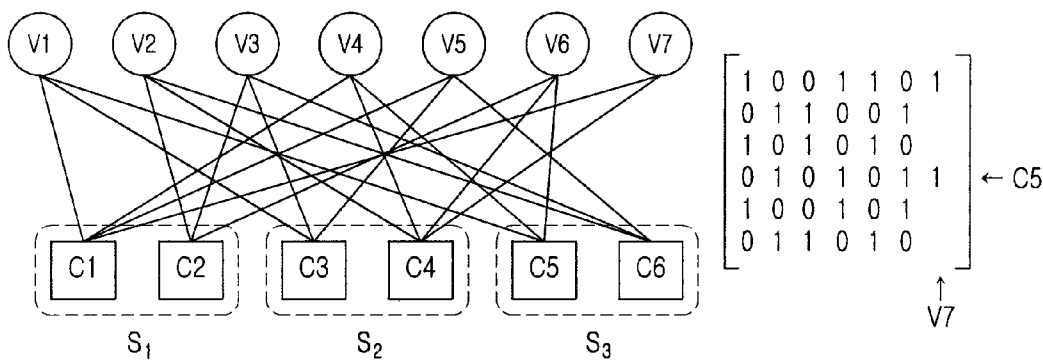 V1 V2 V3 V4 V5 V6 V7
1 0 0 1 1 0 1
0 1 1 0 0 1
1 0 1 0 1 0
0 1 0 1 0 1 1
1 0 0 1 0 1
0 1 1 0 1 0
← C5
↑
V7
C1 C2 C3 C4 C5 C6
S1 S2 S3